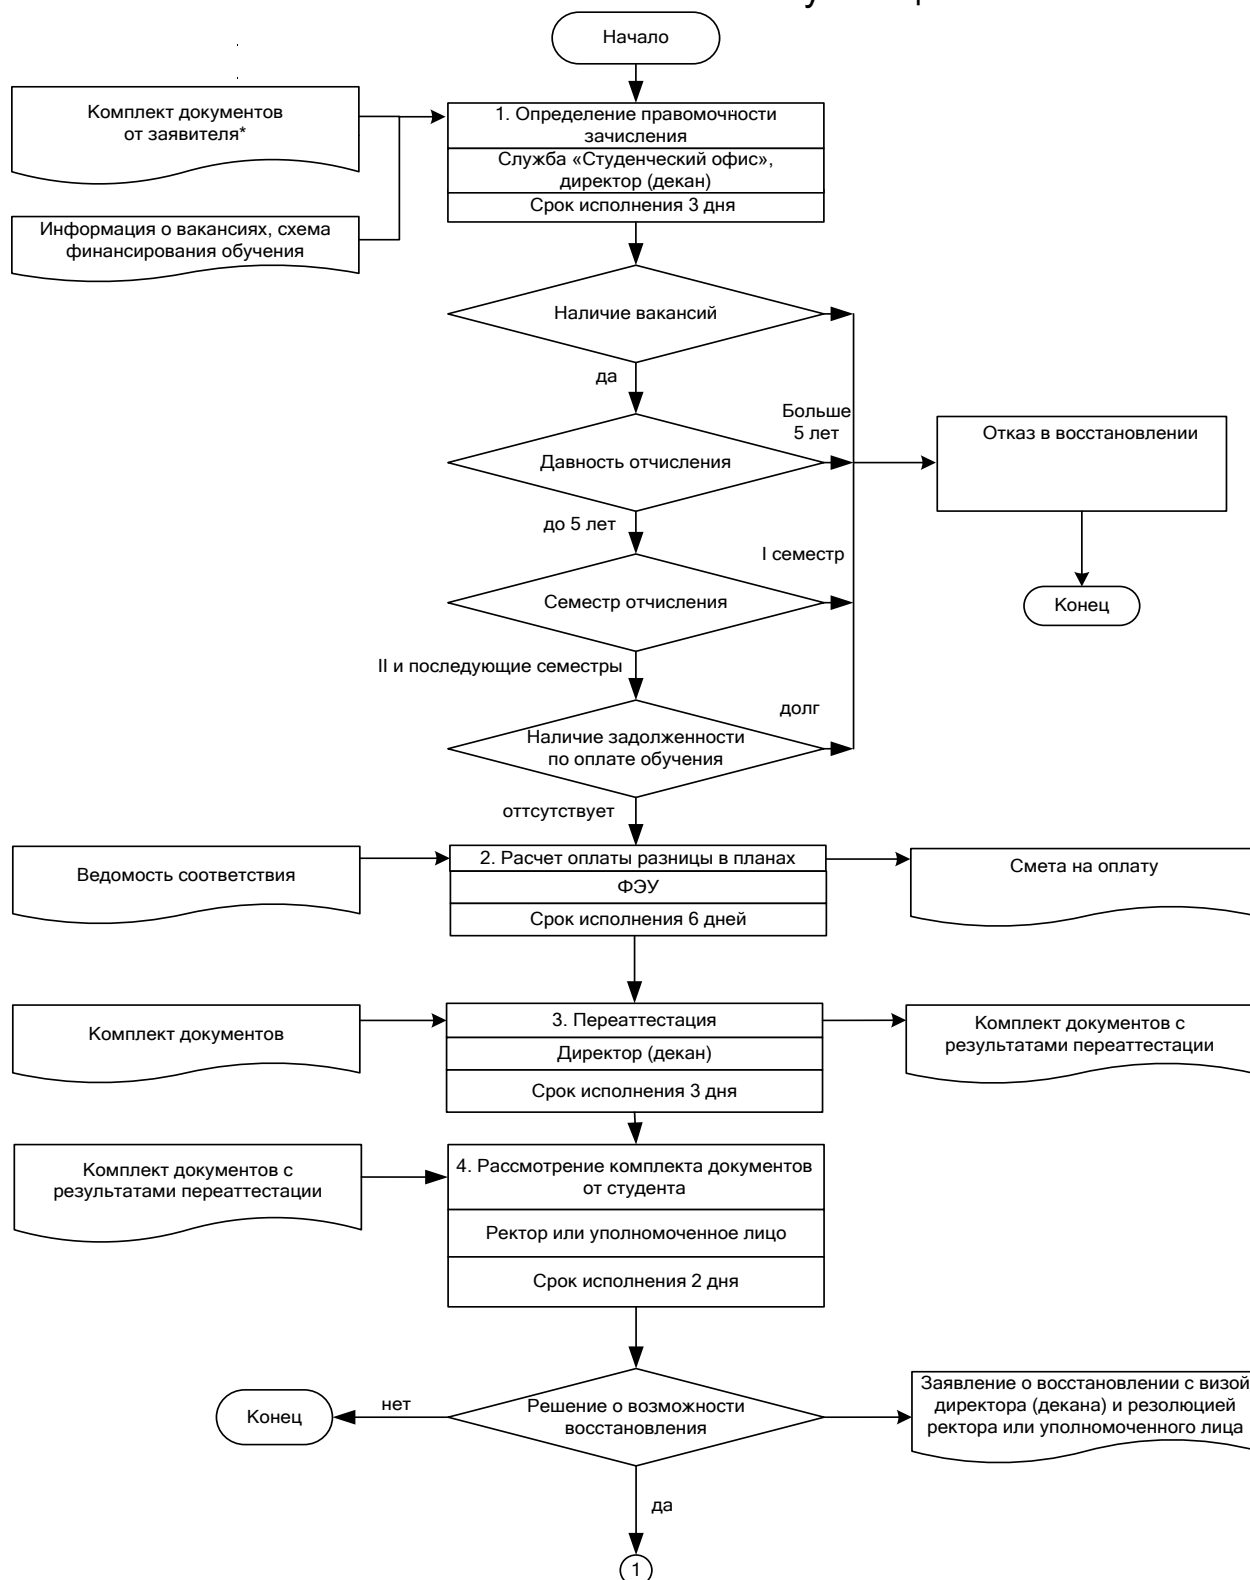 Начало
Комплект документов
от заявителя*
1. Определение правомочности
зачисления
Служба «Студенческий офис»,
директор (декан)
Срок исполнения 3 дня
Информация о вакансиях, схема
финансирования обучения
Наличие вакансий
да
Больше
5 лет
Давность отчисления
Отказ в восстановлении
до 5 лет
I семестр
Семестр отчисления
Конец
II и последующие семестры
долг
Наличие задолженности
по оплате обучения
оттсутствует
Ведомость соответствия
2. Расчет оплаты разницы в планах
ФЭУ
Срок исполнения 6 дней
Смета на оплату
Комплект документов
3. Переаттестация
Директор (декан)
Срок исполнения 3 дня
Комплект документов с
результатами переаттестации
Комплект документов с
результатами переаттестации
4. Рассмотрение комплекта документов
от студента
Ректор или уполномоченное лицо
Срок исполнения 2 дня
Конец
нет
Решение о возможности
восстановления
Заявление о восстановлении с визой
директора (декана) и резолюцией
ректора или уполномоченного лица
да
1